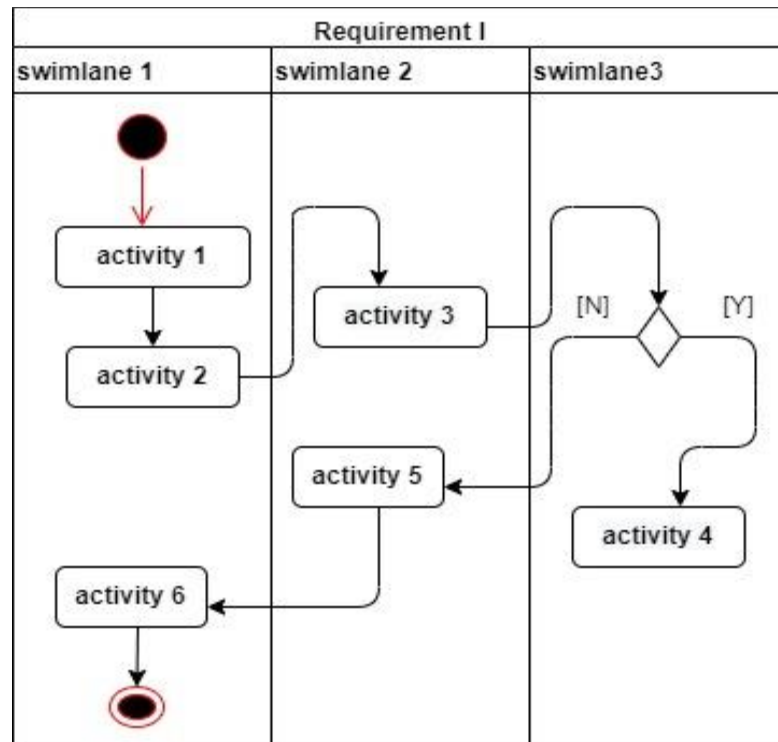 Requirement I
swimlane 1
swimlane 2
swimlane3
activity 1
activity 2
activity 3
[N]
[Y]
activity 5
activity 4
activity 6